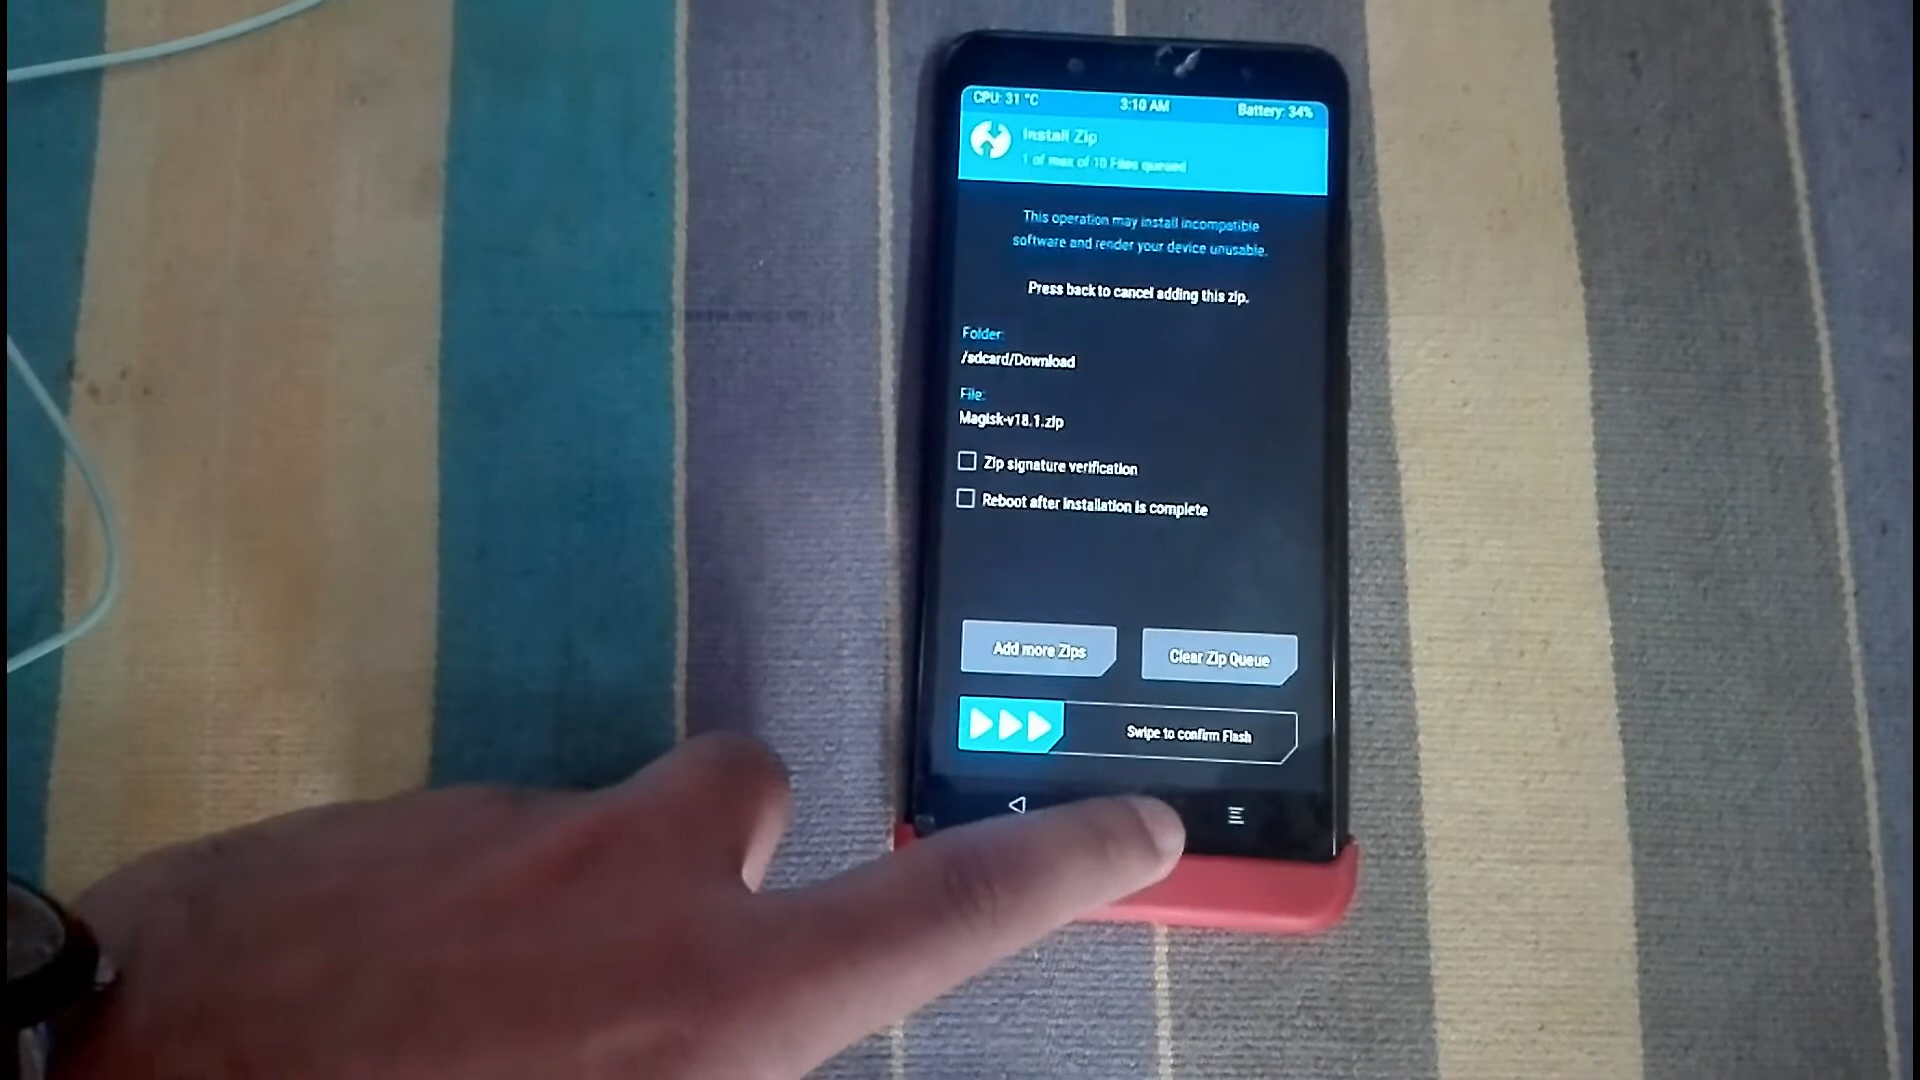 CPU: 31 °C 3:10 AM Battery: 34%
Install Zip
1 of max of 10 Files queued
This operation may install incompatible
software and render your device unusable.
Press back to cancel adding this zip.
Folder:
/sdcard/Download
File:
Magisk-v18.1.zip
Zip signature verification
Reboot after installation is complete
Add more Zips Clear Zip Queue
Swipe to confirm Flash